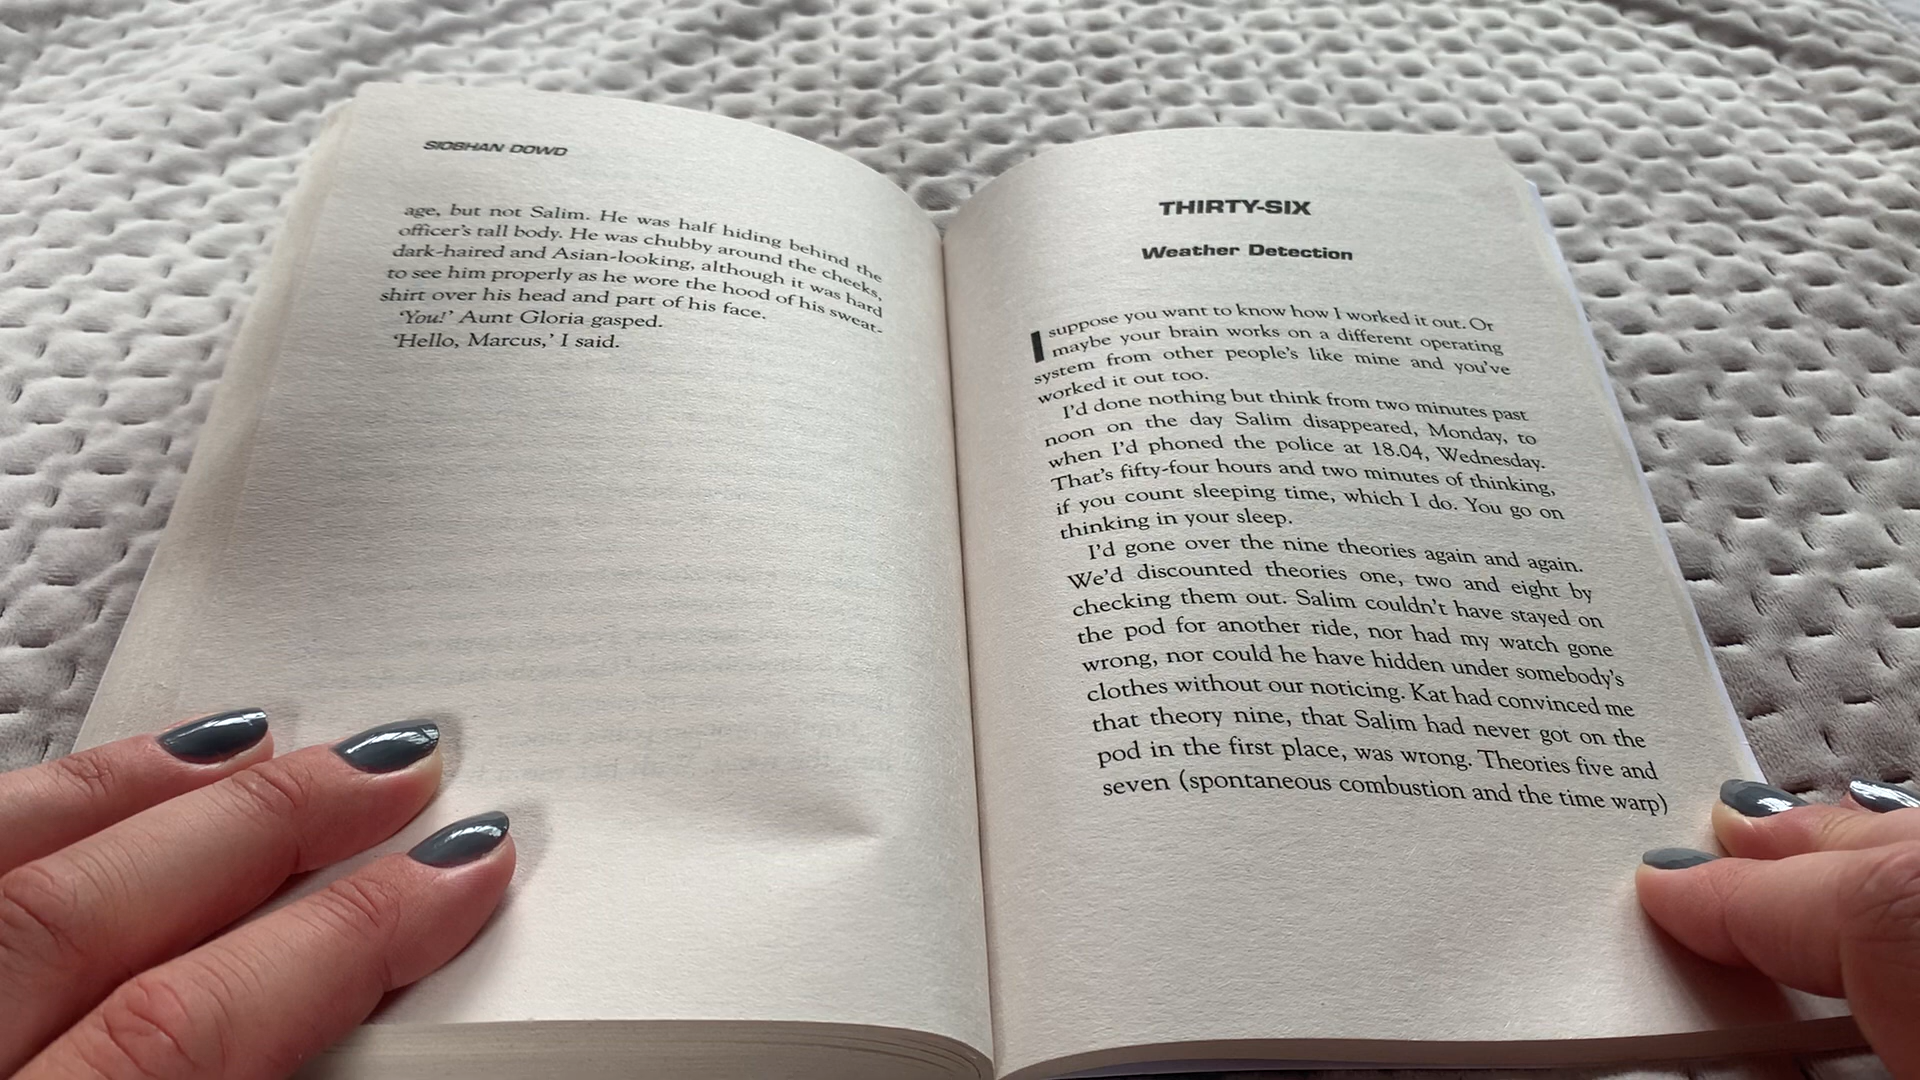 SIOBHAN DOWD
age, but not Salim. He was half hiding behind the
officer's tall body. He was chubby around the cheeks,
dark-haired and Asian-looking, although it was hard
to see him properly as he wore the hood of his sweat-
shirt over his head and part of his face.
‘You!’ Aunt Gloria gasped.
‘Hello, Marcus,’ I said.
THIRTY-SIX
Weather Detection
I suppose you want to know how I worked it out. Or
maybe your brain works on a different operating
system from other people's like mine and you've
worked it out too.
I'd done nothing but think from two minutes past
noon on the day Salim disappeared, Monday, to
when I'd phoned the police at 18.04, Wednesday.
That's fifty-four hours and two minutes of thinking,
if you count sleeping time, which I do. You go on
thinking in your sleep.
I'd gone over the nine theories again and again.
We'd discounted theories one, two and eight by
checking them out. Salim couldn't have stayed on
the pod for another ride, nor had my watch gone
wrong, nor could he have hidden under somebody's
clothes without our noticing. Kat had convinced me
that theory nine, that Salim had never got on the
pod in the first place, was wrong. Theories five and
seven (spontaneous combustion and the time warp)